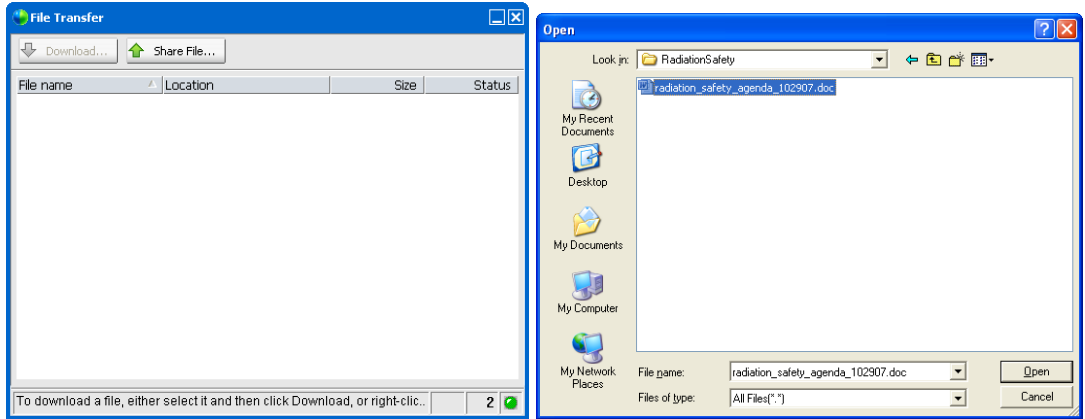 File Transfer
Download...
Share File...
File name
Location
Size
Status
To download a file, either select it and then click Download, or right-clic..
2
Open
Look in:
RadiationSafety
radiation_safety_agenda_102907.doc
My Recent
Documents
Desktop
My Documents
My Computer
My Network
Places
File name:
radiation_safety_agenda_102907.doc
Open
Files of type:
All Files(*.*)
Cancel